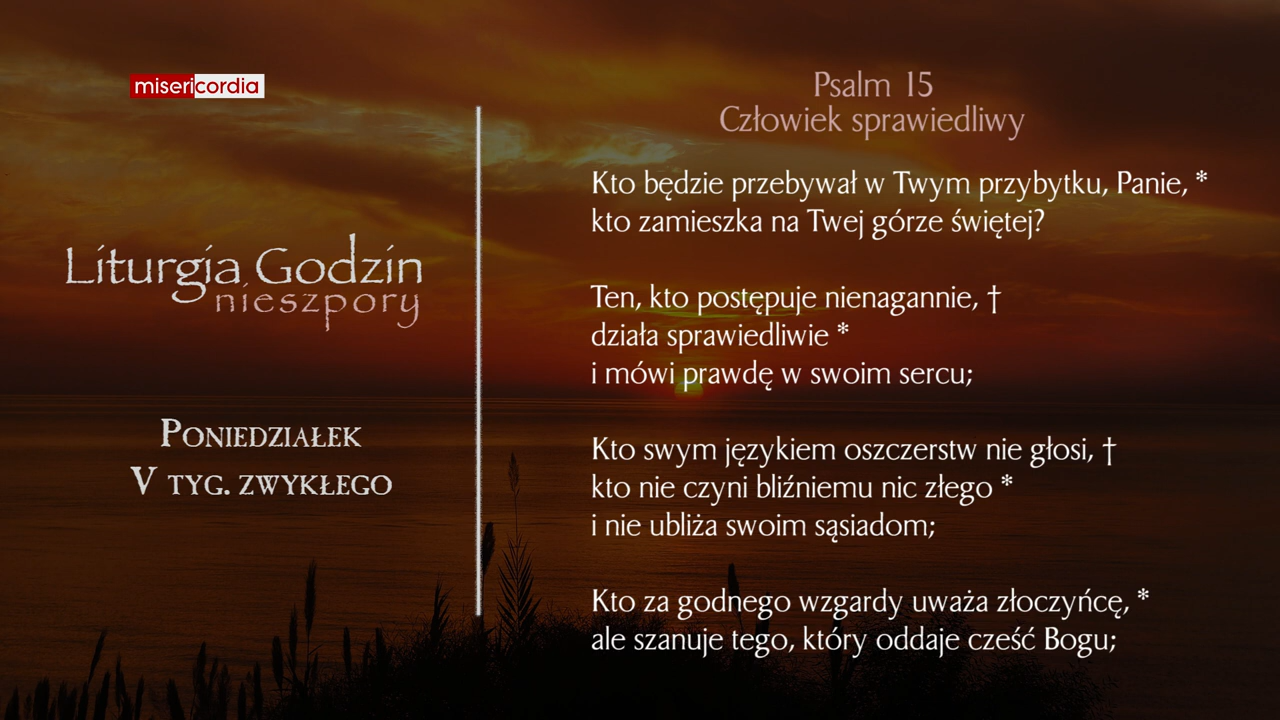 misericordia
Liturgia Godzin
nieszpory
Poniedziałek
V tyg. zwykłego
Psalm 15
Człowiek sprawiedliwy
Kto będzie przebywał w Twym przybytku, Panie, *
kto zamieszka na Twej górze świętej?
Ten, kto postępuje nienagannie, †
działa sprawiedliwie *
i mówi prawdę w swoim sercu;
Kto swym językiem oszczerstw nie głosi, †
kto nie czyni bliźniemu nic złego *
i nie ubliża swoim sąsiadom;
Kto za godnego wzgardy uważa złoczyńcę, *
ale szanuje tego, który oddaje cześć Bogu;